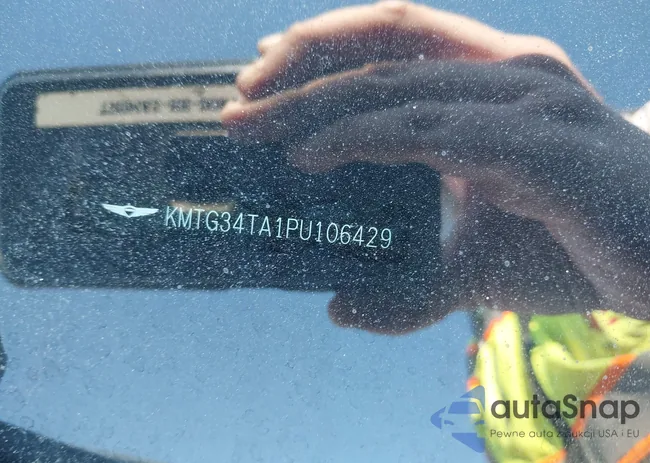 KMTG34TA1PU106429
autaSnap
Pewne auta z aukcji USA i EU